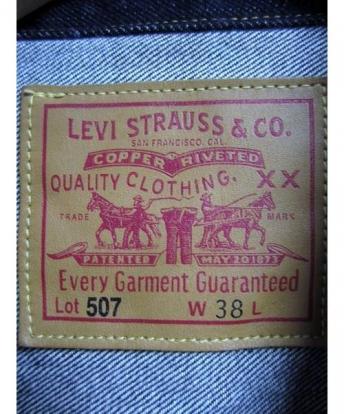 LEVI STRAUSS & CO.
SAN FRANCISCO, CAL.
COPPER RIVETED
QUALITY CLOTHING. XX
TRADE MARK
PATENTED MAY 20 1873
Every Garment Guaranteed
Lot 507 W 38 L